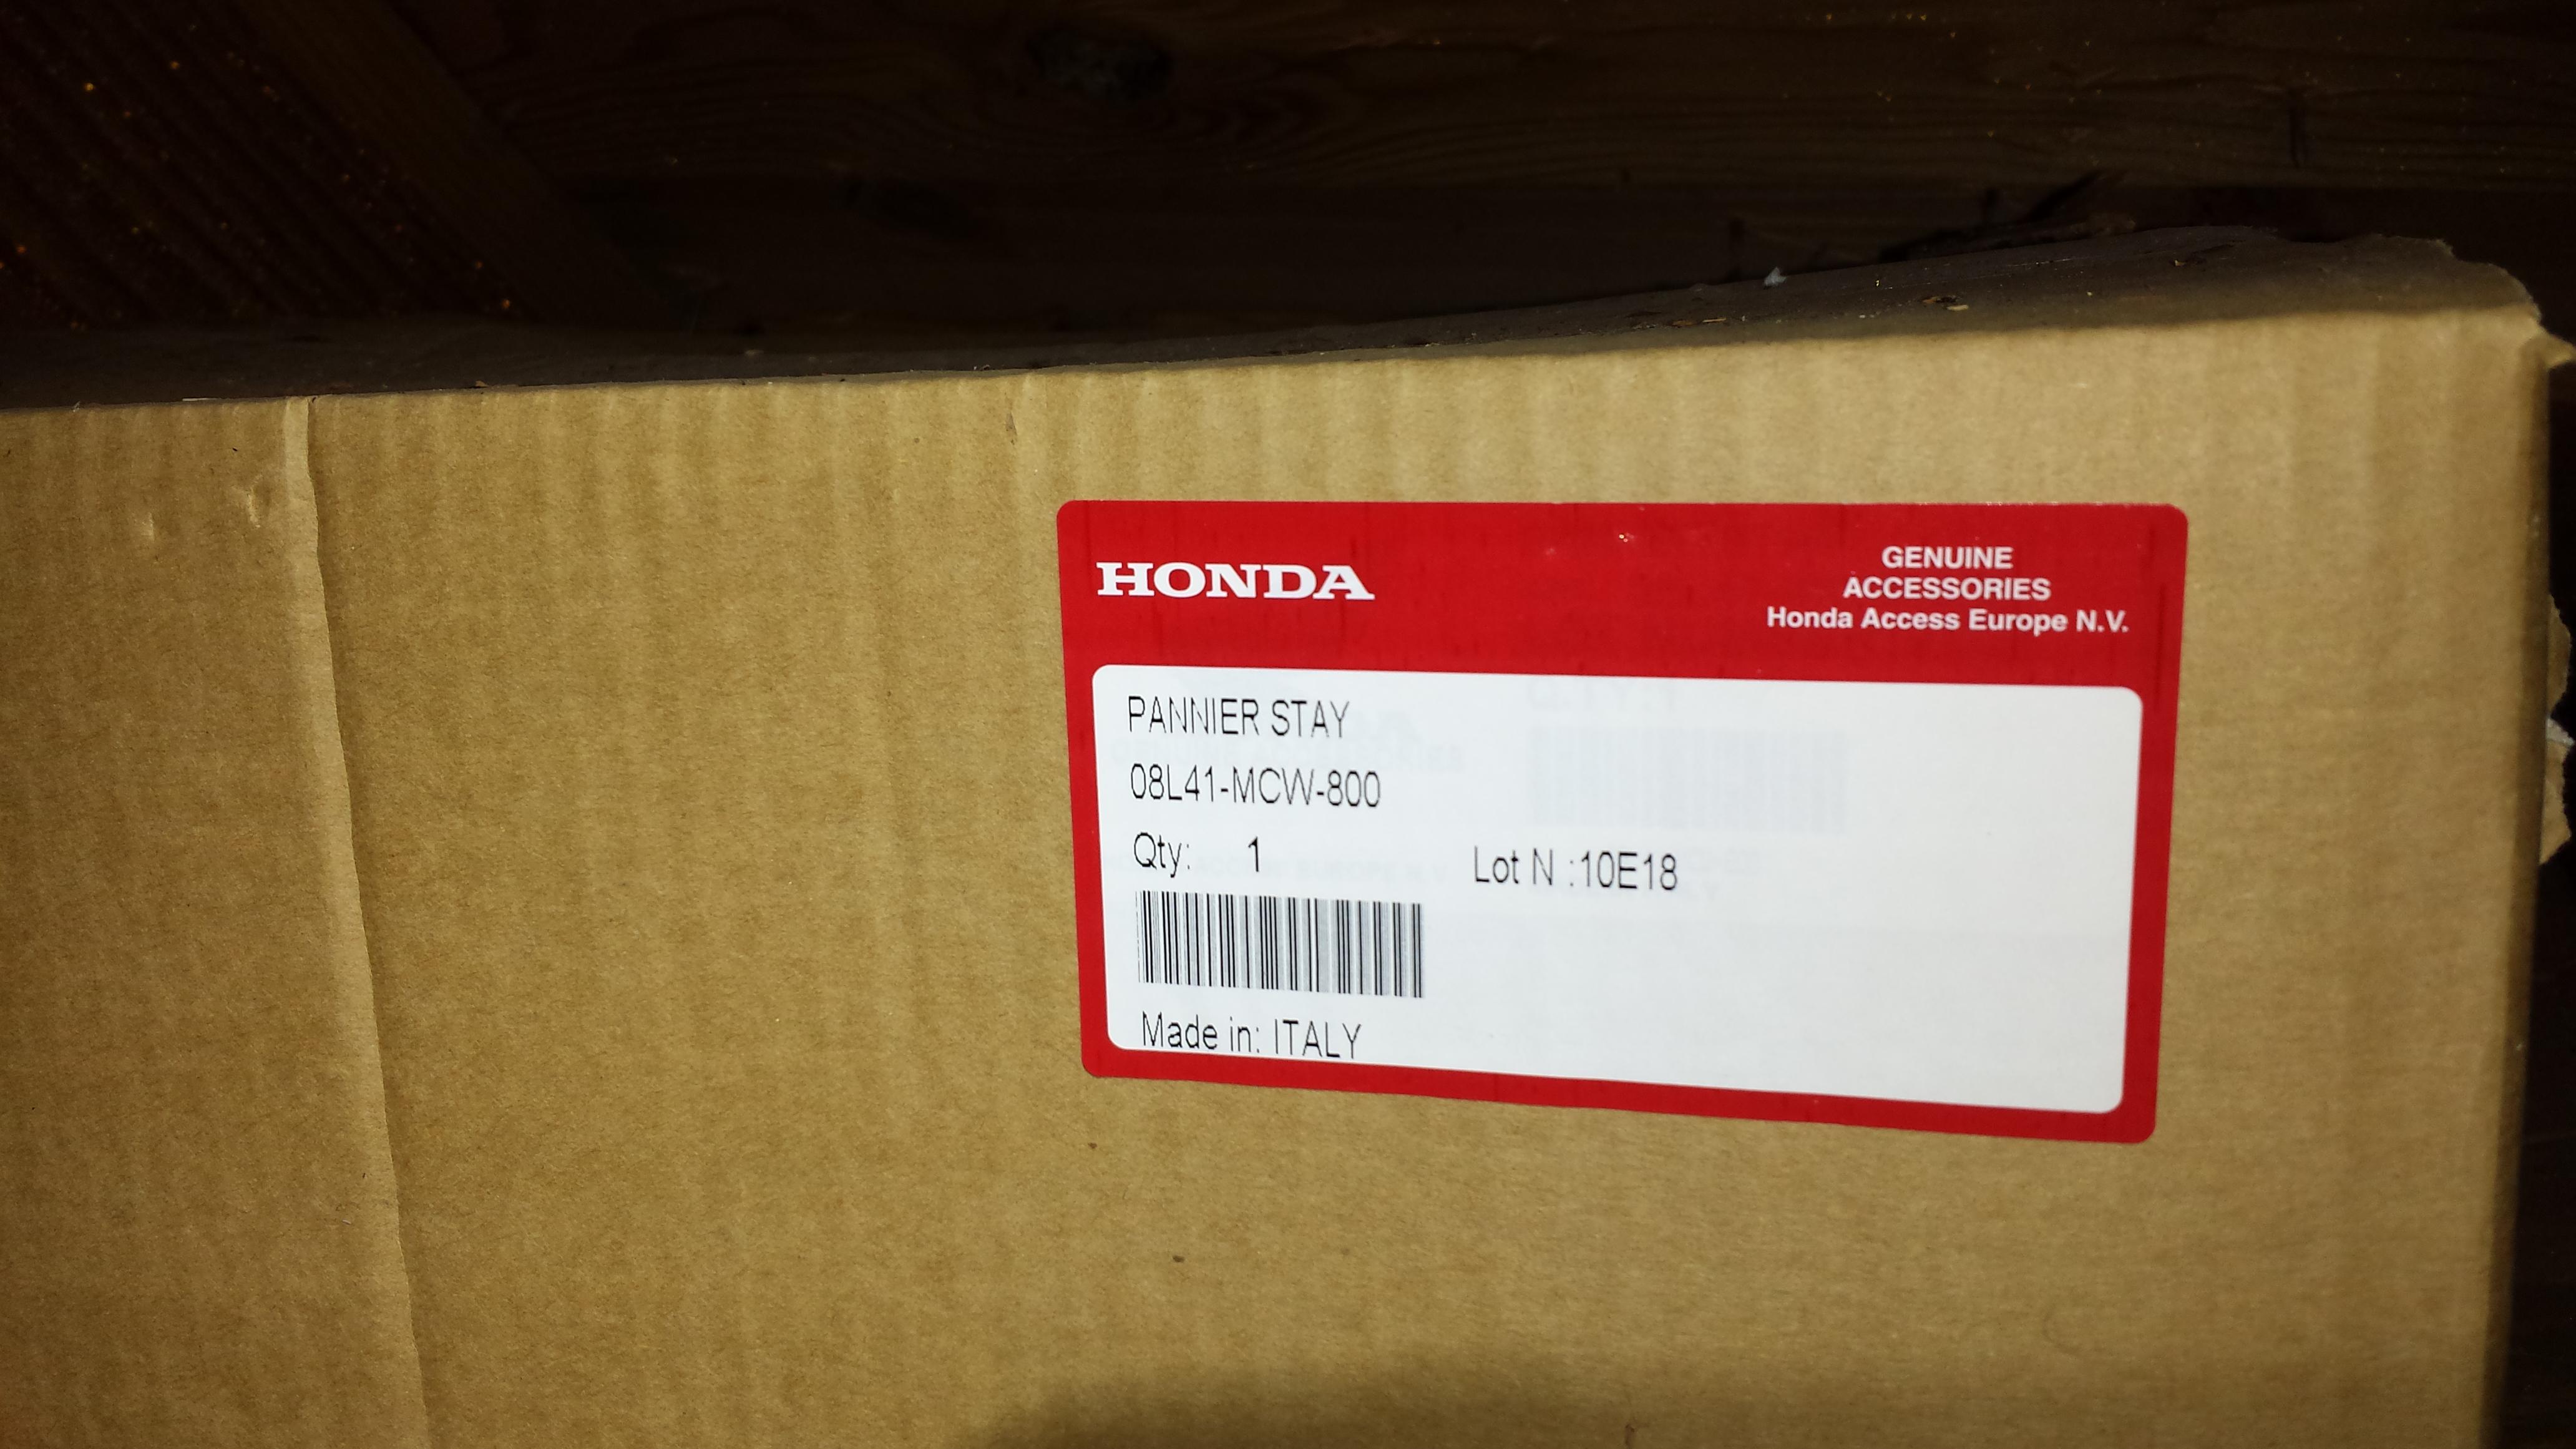 HONDA
GENUINE
ACCESSORIES
Honda Access Europe N.V.
PANNIER STAY
08L41-MCW-800
Qty: 1
Lot N :10E18
Made in: ITALY